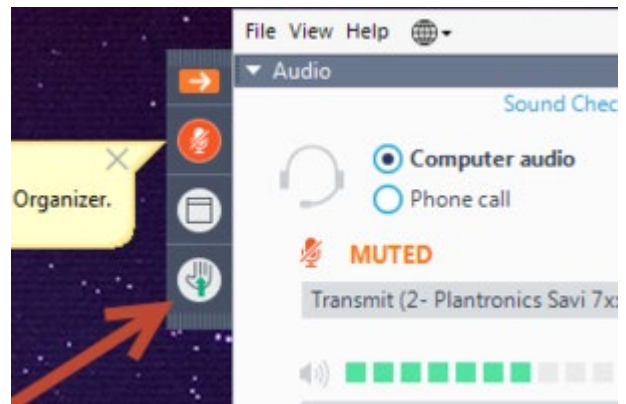 File View Help
Audio
Sound Chec
Computer audio
Organizer.
Phone call
MUTED
Transmit (2- Plantronics Savi 7x